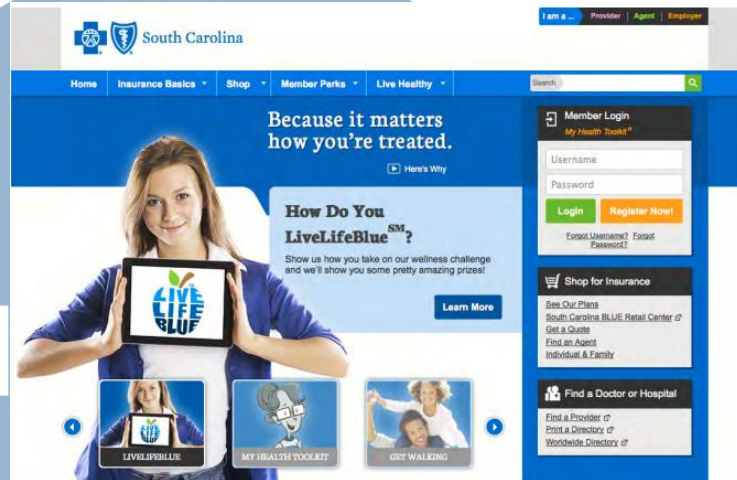 I am a ... Provider | Agent | Employer
South Carolina
Home Insurance Basics Shop Member Perks Live Healthy
Search
Because it matters
how you're treated.
Here's Why
How Do You
LiveLifeBlue℠?
Show us how you take on our wellness challenge
and we'll show you some pretty amazing prizes!
Learn More
LIVE
LIFE
BLUE
LIVELIFEBLUE
MY HEALTH TOOLKIT
GET WALKING
Member Login
My Health Toolkit®
Username
Password
Login Register Now!
Forgot Username? Forgot
Password?
Shop for Insurance
See Our Plans
South Carolina BLUE Retail Center
Get a Quote
Find an Agent
Individual & Family
Find a Doctor or Hospital
Find a Provider
Print a Directory
Worldwide Directory